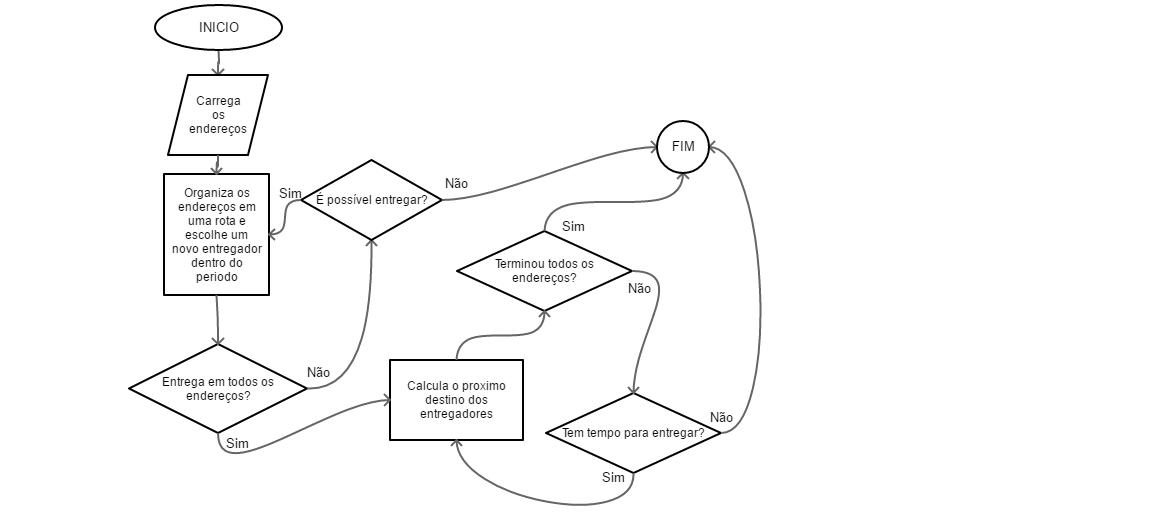 INICIO
Carrega
os
endereços
Organiza os
endereços em
uma rota e
escolhe um
novo entregador
dentro do
periodo
Sim
É possível entregar?
Não
FIM
Entrega em todos os
endereços?
Não
Sim
Calcula o proximo
destino dos
entregadores
Terminou todos os
endereços?
Sim
Não
Tem tempo para entregar?
Não
Sim